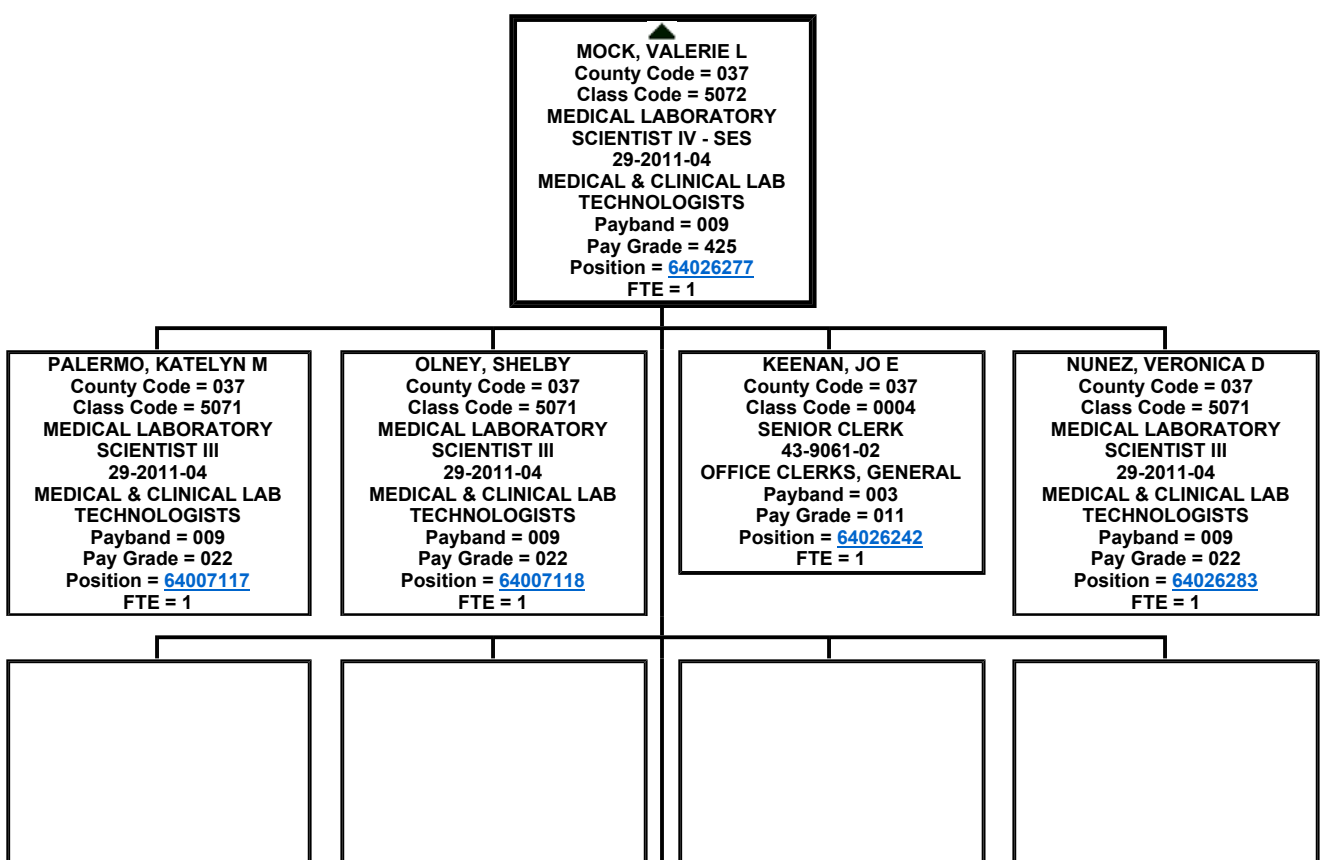 MOCK, VALERIE L
County Code = 037
Class Code = 5072
MEDICAL LABORATORY
SCIENTIST IV - SES
29-2011-04
MEDICAL & CLINICAL LAB
TECHNOLOGISTS
Payband = 009
Pay Grade = 425
Position = 64026277
FTE = 1
PALERMO, KATELYN M
County Code = 037
Class Code = 5071
MEDICAL LABORATORY
SCIENTIST III
29-2011-04
MEDICAL & CLINICAL LAB
TECHNOLOGISTS
Payband = 009
Pay Grade = 022
Position = 64007117
FTE = 1
OLNEY, SHELBY
County Code = 037
Class Code = 5071
MEDICAL LABORATORY
SCIENTIST III
29-2011-04
MEDICAL & CLINICAL LAB
TECHNOLOGISTS
Payband = 009
Pay Grade = 022
Position = 64007118
FTE = 1
KEENAN, JO E
County Code = 037
Class Code = 0004
SENIOR CLERK
43-9061-02
OFFICE CLERKS, GENERAL
Payband = 003
Pay Grade = 011
Position = 64026242
FTE = 1
NUNEZ, VERONICA D
County Code = 037
Class Code = 5071
MEDICAL LABORATORY
SCIENTIST III
29-2011-04
MEDICAL & CLINICAL LAB
TECHNOLOGISTS
Payband = 009
Pay Grade = 022
Position = 64026283
FTE = 1